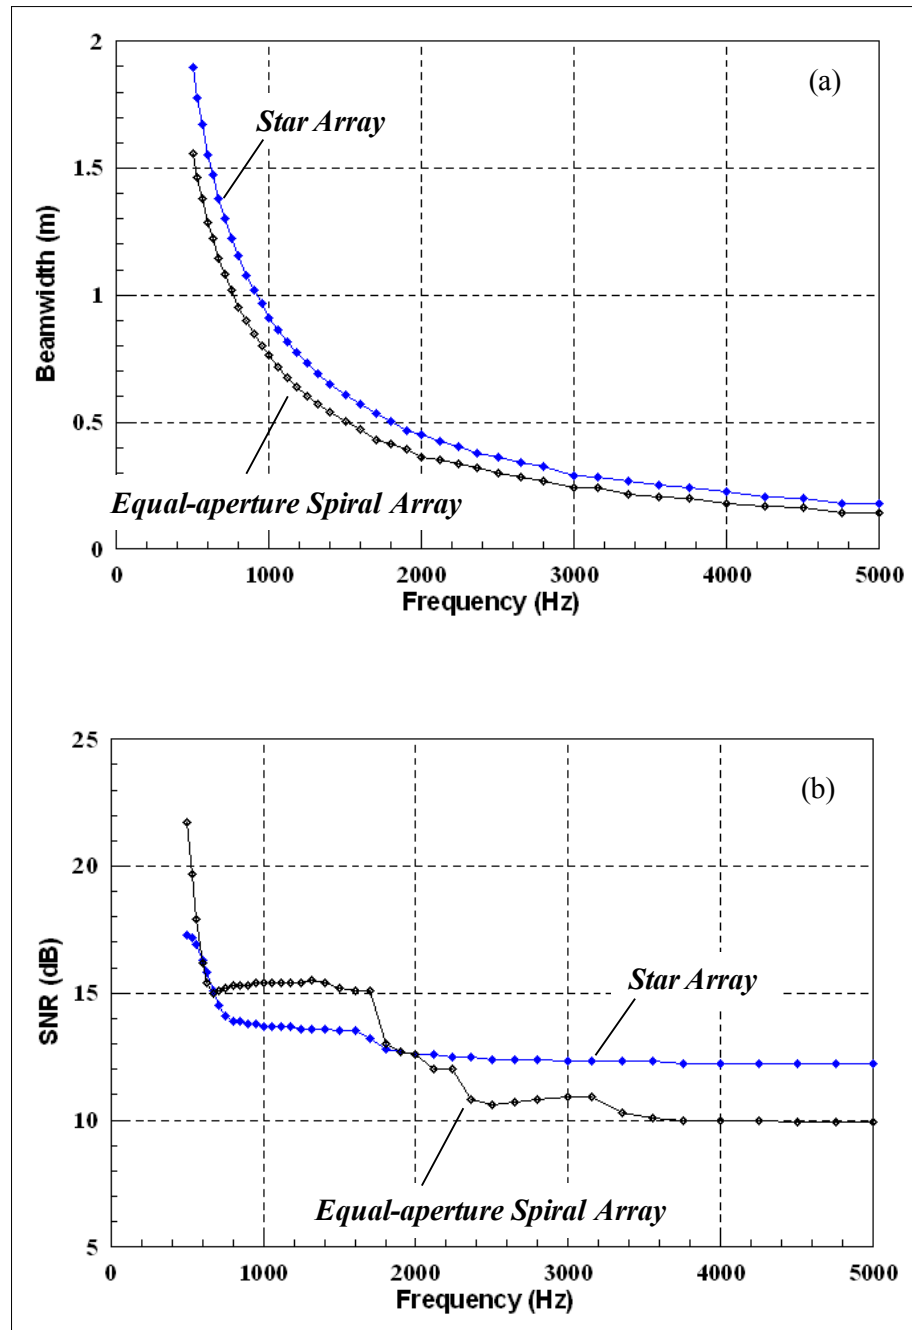 2
(a)
Star Array
1.5
Beamwidth (m)
1
0.5
Equal-aperture Spiral Array
0
0 1000 2000 3000 4000 5000
Frequency (Hz)
25
(b)
20
SNR (dB)
Star Array
15
10
Equal-aperture Spiral Array
5
0 1000 2000 3000 4000 5000
Frequency (Hz)